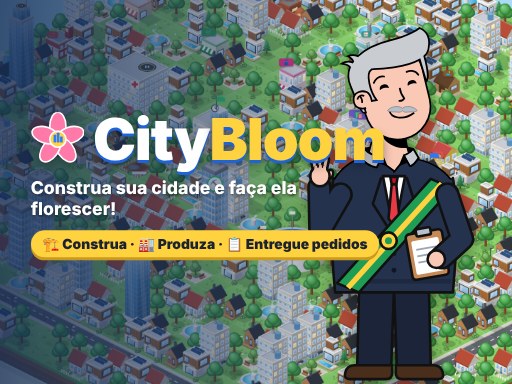 CityBloom
Construa sua cidade e faça ela
florescer!
🏗️ Construa · 🏭 Produza · 📋 Entregue pedidos